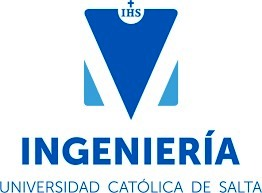 IHS
INGENIERÍA
UNIVERSIDAD CATÓLICA DE SALTA